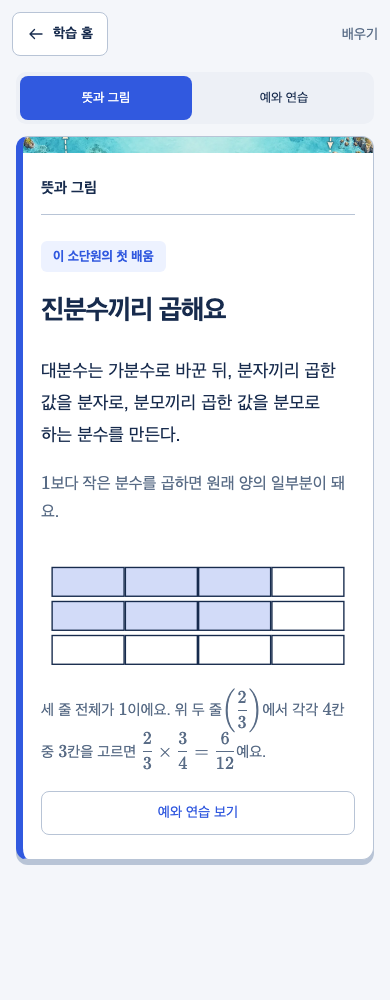 ← 학습 홈
배우기
뜻과 그림
예와 연습
뜻과 그림
이 소단원의 첫 배움
진분수끼리 곱해요
대분수는 가분수로 바꾼 뒤, 분자끼리 곱한
값을 분자로, 분모끼리 곱한 값을 분모로
하는 분수를 만든다.
1보다 작은 분수를 곱하면 원래 양의 일부분이 돼
요.
세 줄 전체가 1이에요. 위 두 줄(2/3)에서 각각 4칸
중 3칸을 고르면 2/3 × 3/4 = 6/12예요.
예와 연습 보기